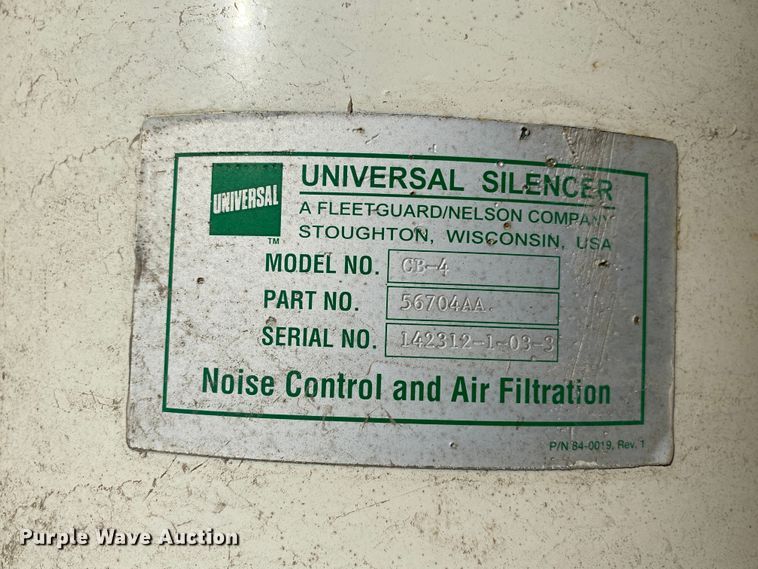 UNIVERSAL
TM
UNIVERSAL SILENCER
A FLEETGUARD/NELSON COMPANY
STOUGHTON, WISCONSIN, USA
MODEL NO. CB-4
PART NO. 56704AA.
SERIAL NO. 142312-1-03-3
Noise Control and Air Filtration
P/N 84-0019, Rev. 1
Purple Wave Auction